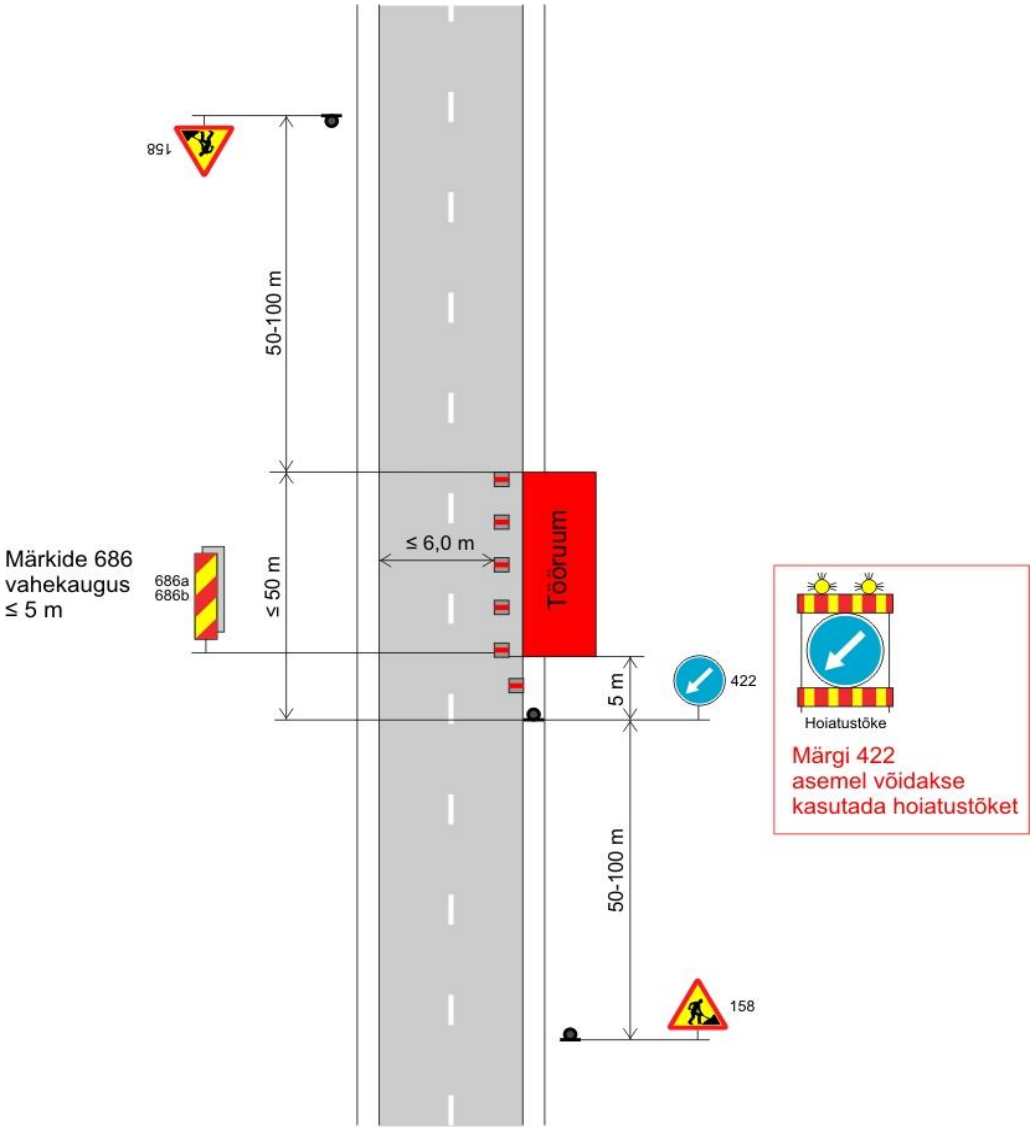 158
50-100 m
Märkide 686
vahekaugus
≤ 5 m
686a
686b
≤ 50 m
≤ 6,0 m
Tööruum
5 m
422
Hoiatustõke
Märgi 422
asemel võidakse
kasutada hoiatustõket
50-100 m
158